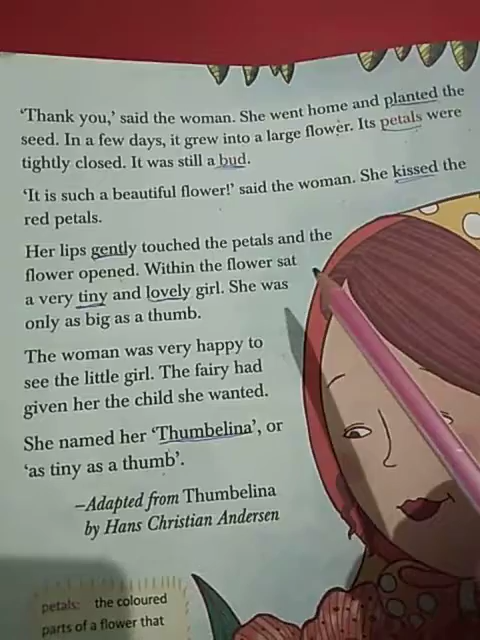 ‘Thank you,’ said the woman. She went home and planted the
seed. In a few days, it grew into a large flower. Its petals were
tightly closed. It was still a bud.
‘It is such a beautiful flower!’ said the woman. She kissed the
red petals.
Her lips gently touched the petals and the
flower opened. Within the flower sat
a very tiny and lovely girl. She was
only as big as a thumb.
The woman was very happy to
see the little girl. The fairy had
given her the child she wanted.
She named her ‘Thumbelina’, or
‘as tiny as a thumb’.
–Adapted from Thumbelina
by Hans Christian Andersen
petals: the coloured
parts of a flower that